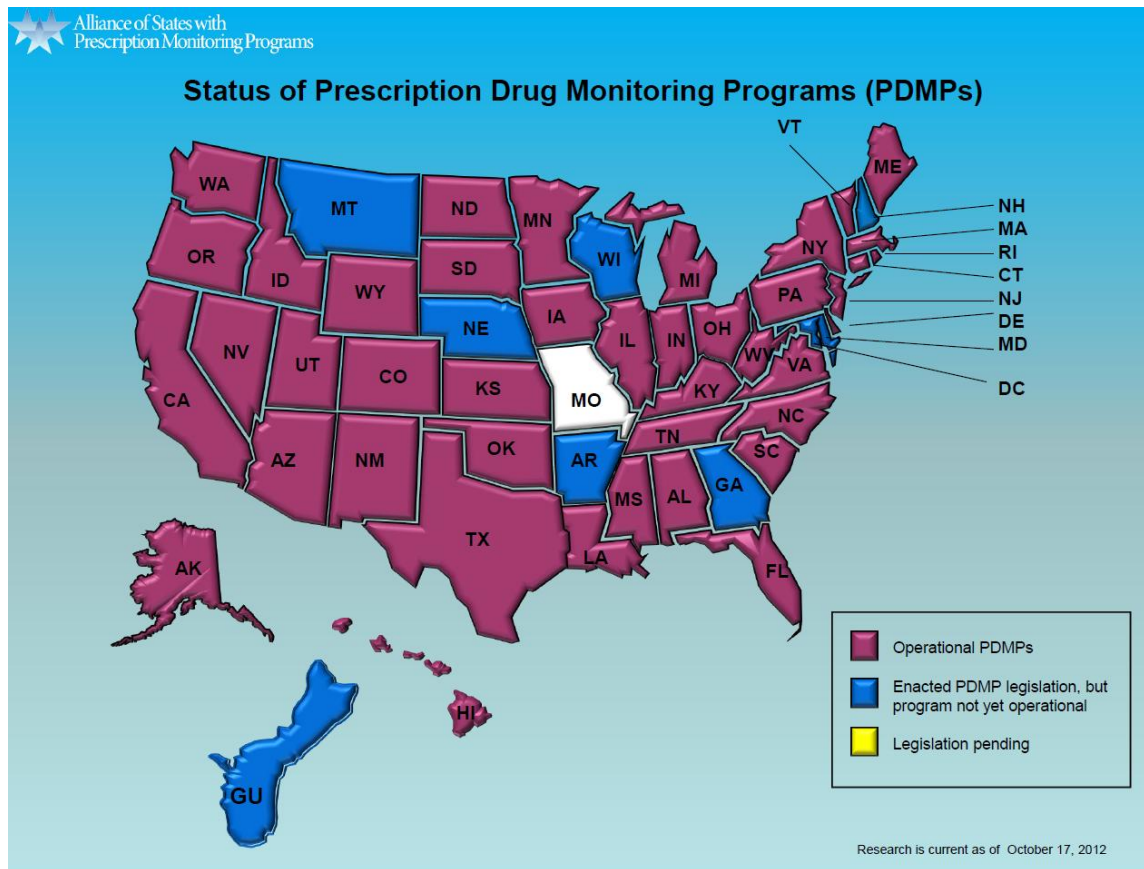 Alliance of States with
Prescription Monitoring Programs
Status of Prescription Drug Monitoring Programs (PDMPs)
VT
ME
WA
MT
ND
MN
NH
MA
NY
WI
OR
RI
SD
ID
MI
CT
WY
PA
NJ
IA
DE
NE
OH
IL
IN
MD
NV
WV
UT
VA
CO
DC
KS
KY
CA
MO
NC
TN
OK
SC
AZ
NM
AR
GA
MS
AL
TX
LA
AK
FL
HI
GU
Operational PDMPs
Enacted PDMP legislation, but
program not yet operational
Legislation pending
Research is current as of October 17, 2012